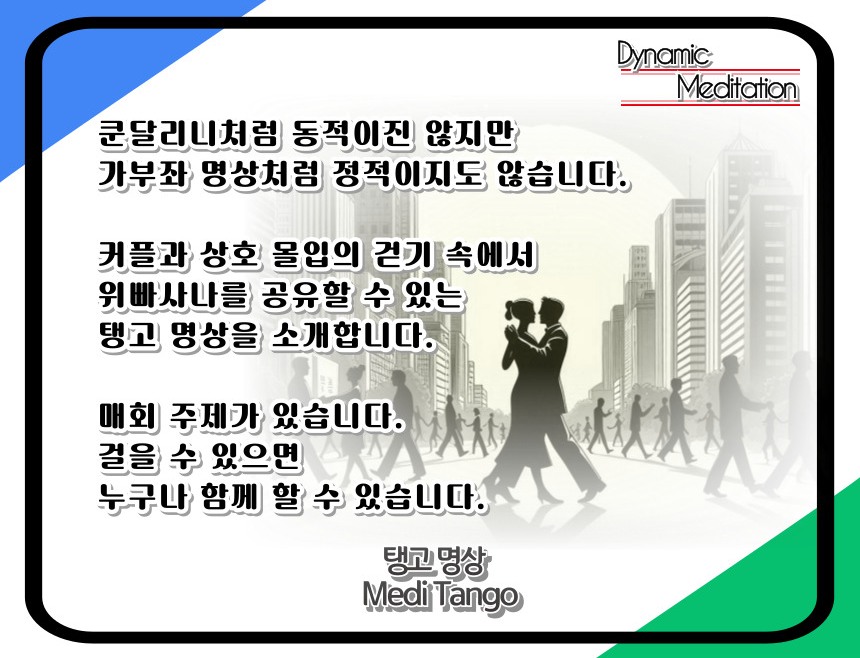 Dynamic
Meditation
쿤달리니처럼 동적이진 않지만
가부좌 명상처럼 정적이지도 않습니다.
커플과 상호 몰입의 걷기 속에서
위빠사나를 공유할 수 있는
탱고 명상을 소개합니다.
매회 주제가 있습니다.
걸을 수 있으면
누구나 함께 할 수 있습니다.
탱고 명상
Medi Tango